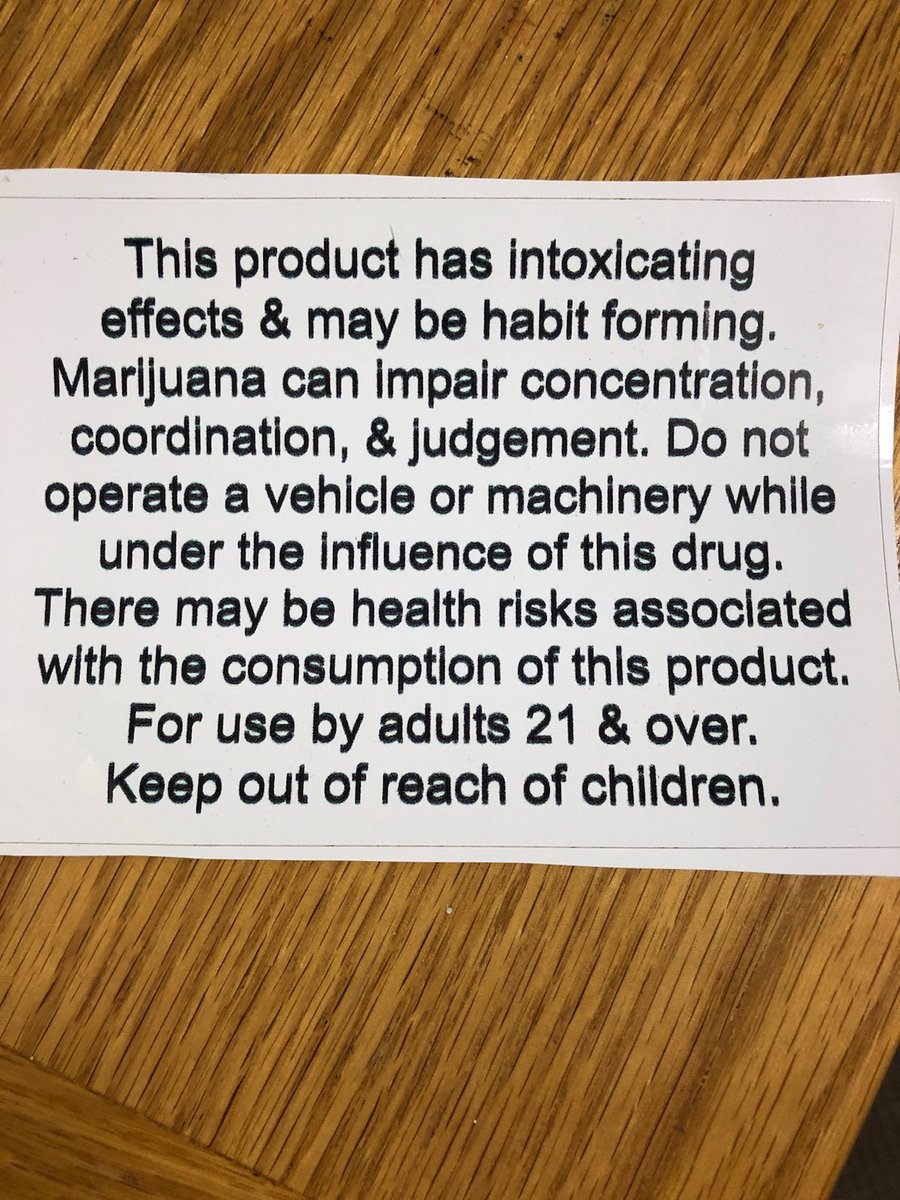 This product has intoxicating
effects & may be habit forming.
Marijuana can impair concentration,
coordination, & judgement. Do not
operate a vehicle or machinery while
under the influence of this drug.
There may be health risks associated
with the consumption of this product.
For use by adults 21 & over.
Keep out of reach of children.